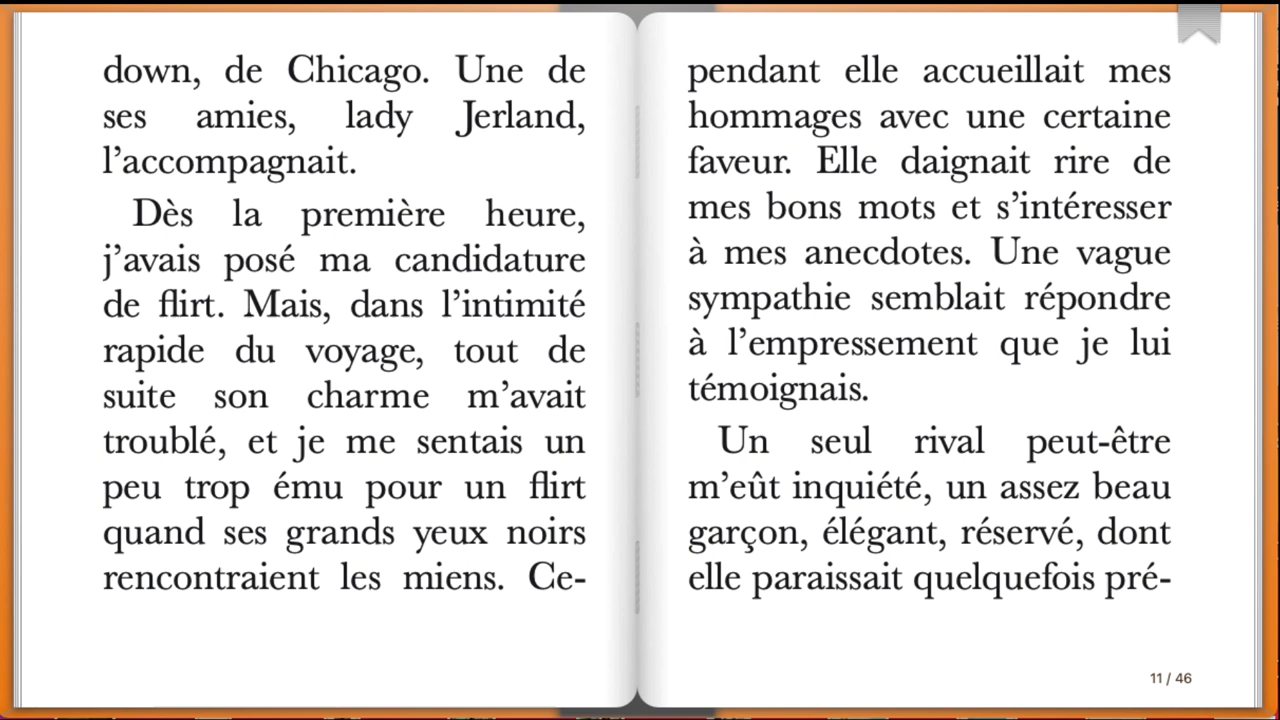 down, de Chicago. Une de
ses amies, lady Jerland,
l’accompagnait.
Dès la première heure,
j’avais posé ma candidature
de flirt. Mais, dans l’intimité
rapide du voyage, tout de
suite son charme m’avait
troublé, et je me sentais un
peu trop ému pour un flirt
quand ses grands yeux noirs
rencontraient les miens. Ce-
pendant elle accueillait mes
hommages avec une certaine
faveur. Elle daignait rire de
mes bons mots et s’intéresser
à mes anecdotes. Une vague
sympathie semblait répondre
à l’empressement que je lui
témoignais.
Un seul rival peut-être
m’eût inquiété, un assez beau
garçon, élégant, réservé, dont
elle paraissait quelquefois pré-
11 / 46